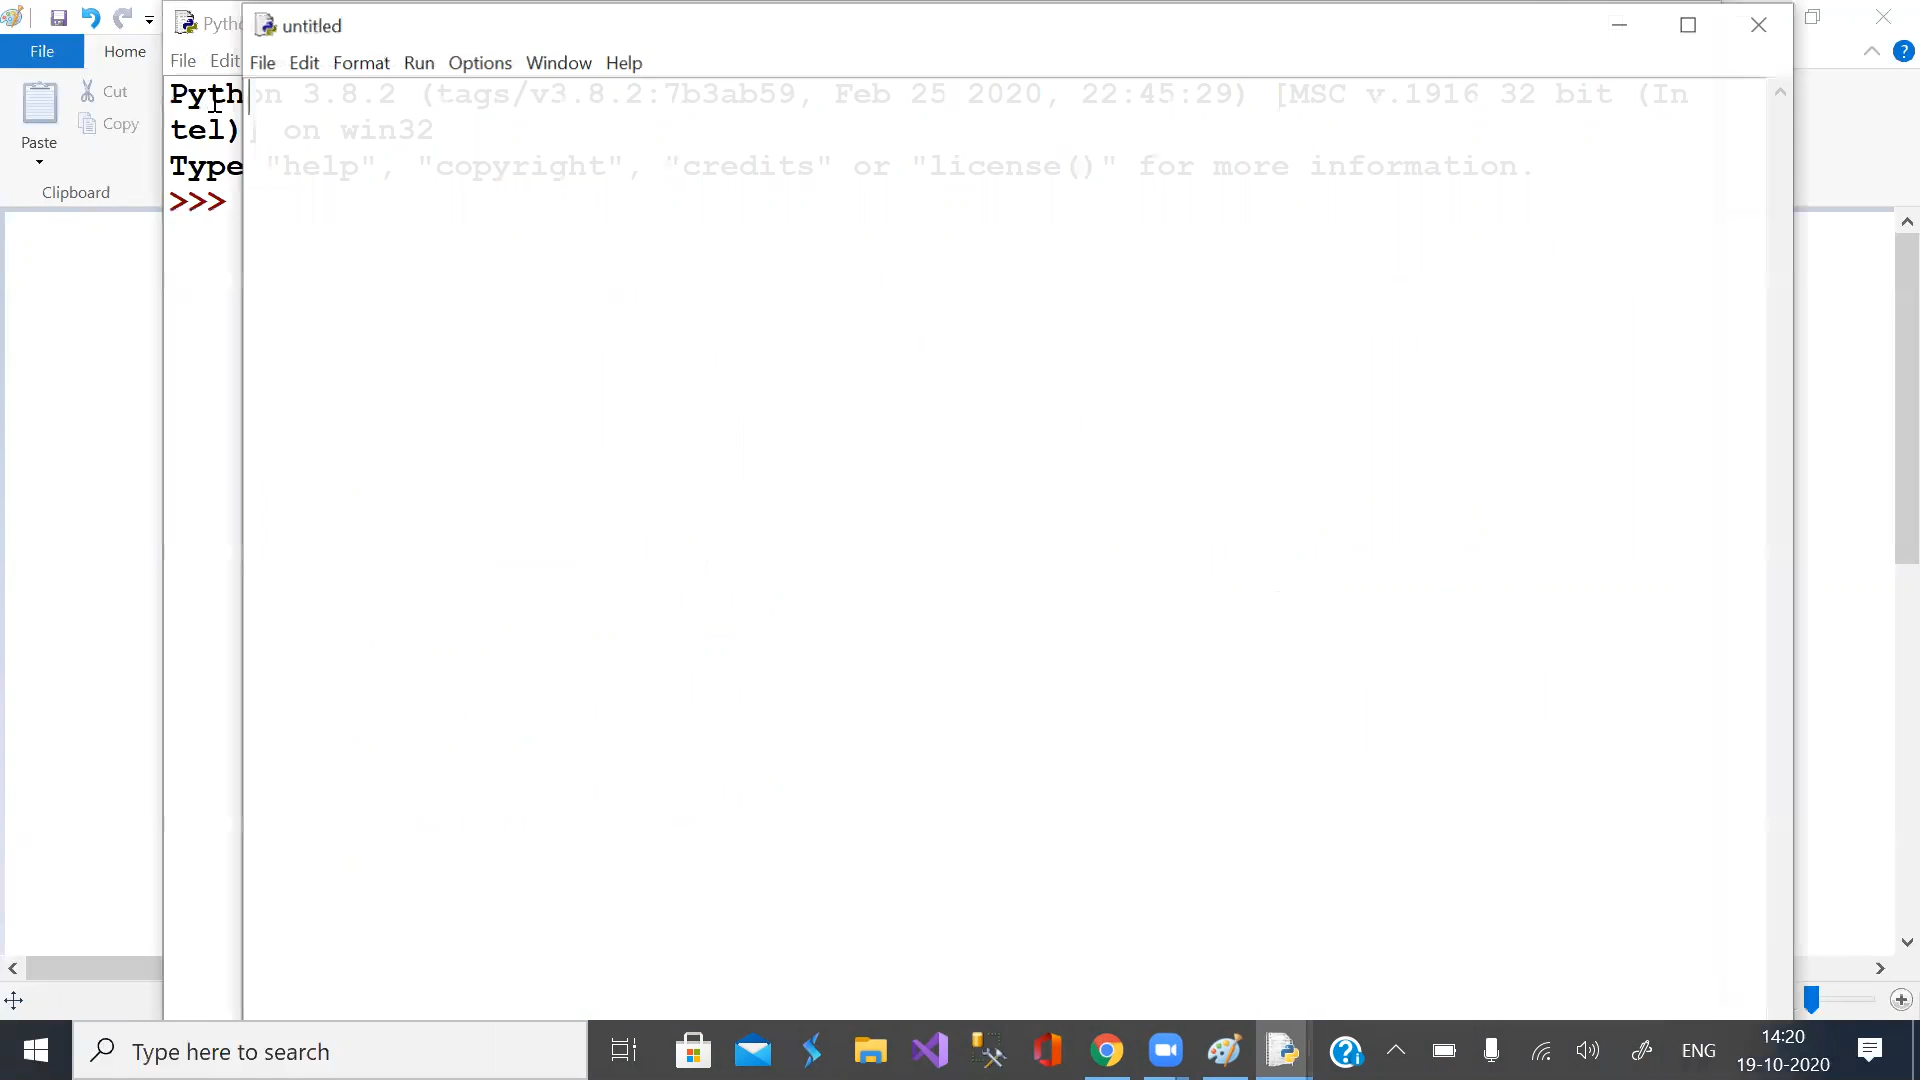 Pyth
untitled
File Home
File Edit
File Edit Format Run Options Window Help
Python 3.8.2 (tags/v3.8.2:7b3ab59, Feb 25 2020, 22:45:29) [MSC v.1916 32 bit (In
tel)] on win32
Type "help", "copyright", "credits" or "license()" for more information.
>>>
Cut
Copy
Paste
Clipboard
Type here to search
ENG
14:20
19-10-2020